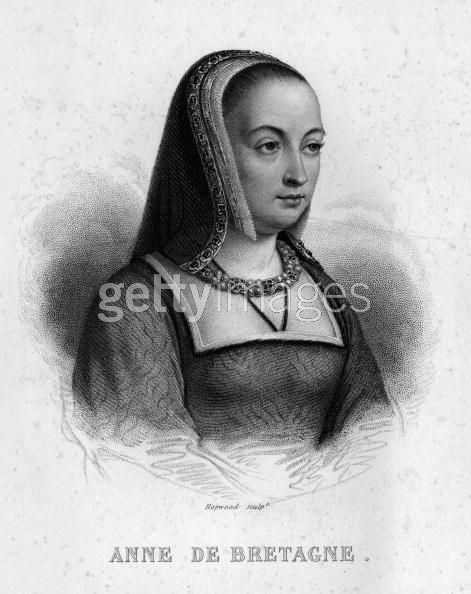 gettyimages
Hopwood sculpt.
ANNE DE BRETAGNE.